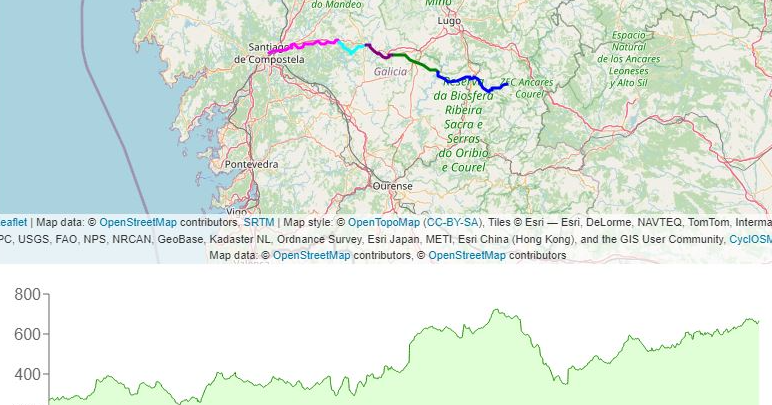 do Mandeo
Miño
Lugo
Santiago
de Compostela
Galicia
Espacio
Natural
de los Ancares
Leoneses
y Alto Sil
ZEC Ancares
Courel
Reserva
da Biosfera
Ribeira
Sacra e
Serras
do Oribio
e Courel
Pontevedra
Ourense
Vigo
eaflet | Map data: © OpenStreetMap contributors, SRTM | Map style: © OpenTopoMap (CC-BY-SA), Tiles © Esri — Esri, DeLorme, NAVTEQ, TomTom, Interma
PC, USGS, FAO, NPS, NRCAN, GeoBase, Kadaster NL, Ordnance Survey, Esri Japan, METI, Esri China (Hong Kong), and the GIS User Community, CyclOSM
Map data: © OpenStreetMap contributors, © OpenStreetMap contributors
800
600
400